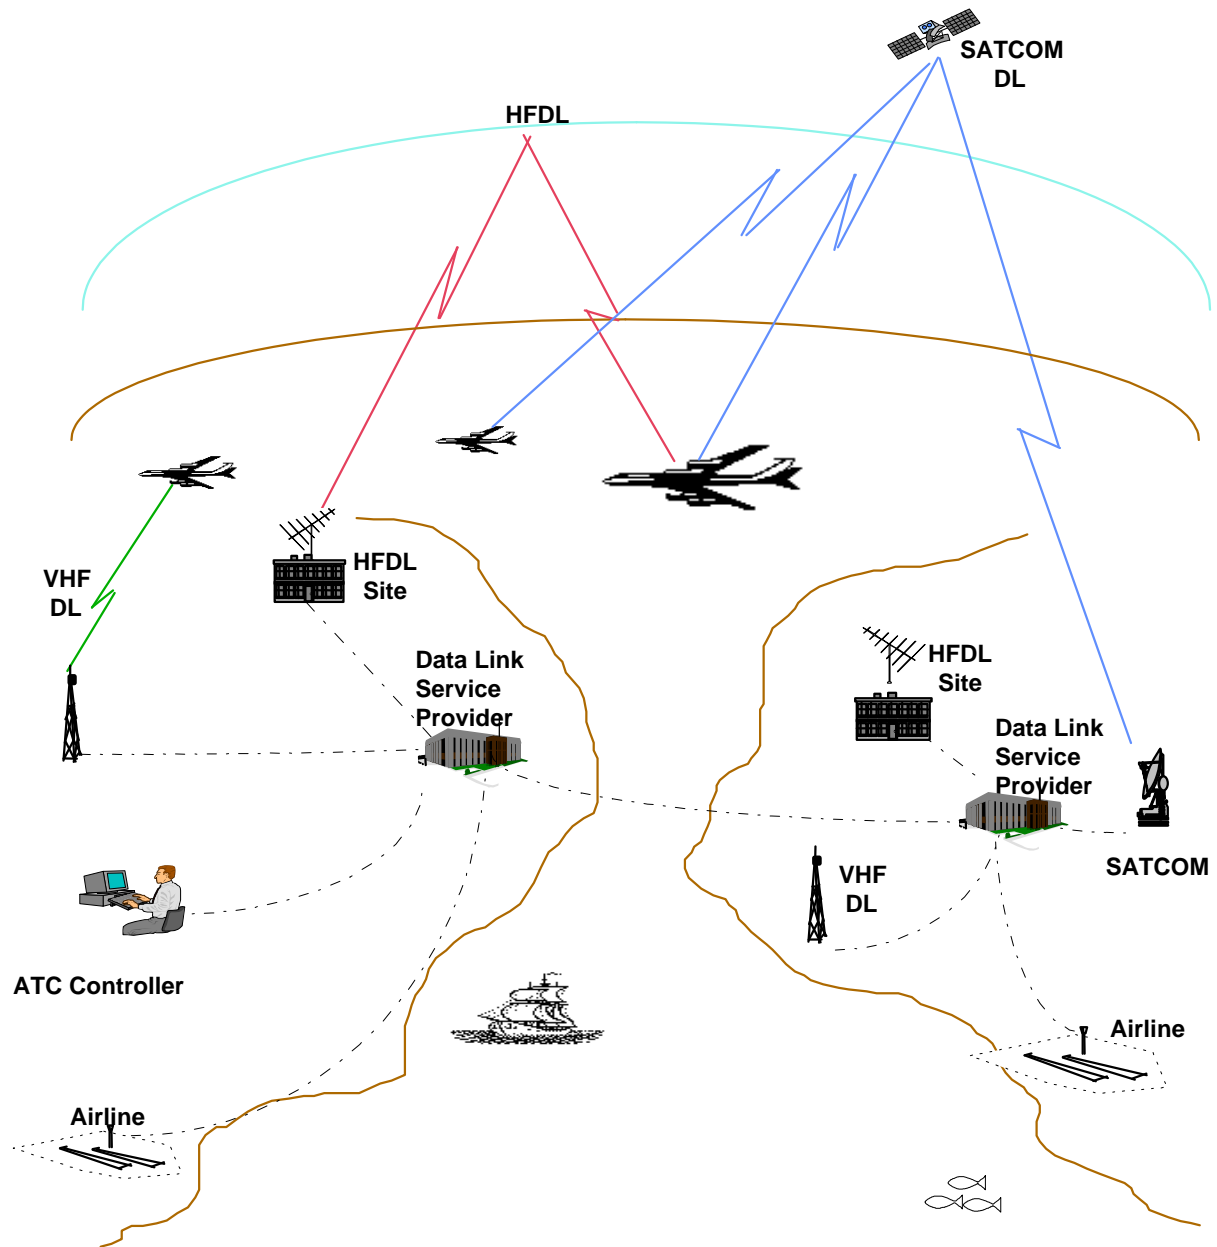 SATCOM
DL
HFDL
VHF
DL
HFDL
Site
Data Link
Service
Provider
HFDL
Site
Data Link
Service
Provider
SATCOM
VHF
DL
ATC Controller
Airline
Airline